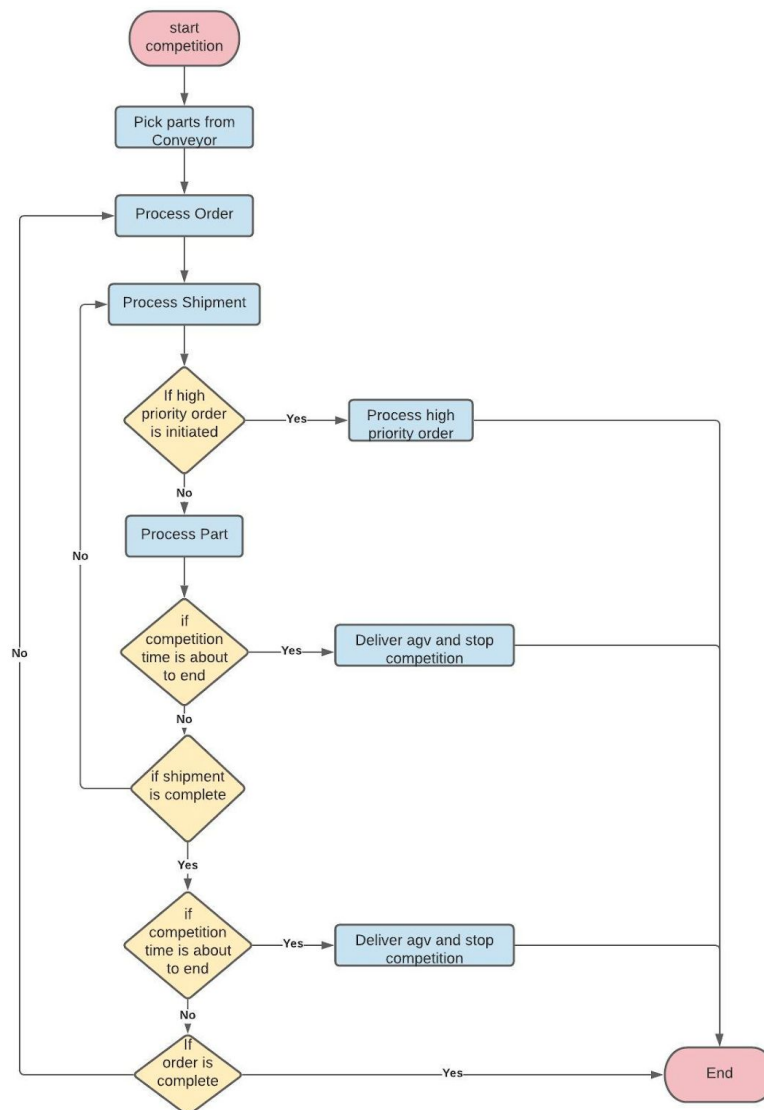 start
competition
Pick parts from
Conveyor
Process Order
Process Shipment
If high
priority order
is initiated
Yes
Process high
priority order
No
Process Part
No
if
competition
time is about
to end
Yes
Deliver agv and stop
competition
No
No
if shipment
is complete
Yes
if
competition
time is about
to end
Yes
Deliver agv and stop
competition
No
If
order is
complete
Yes
End